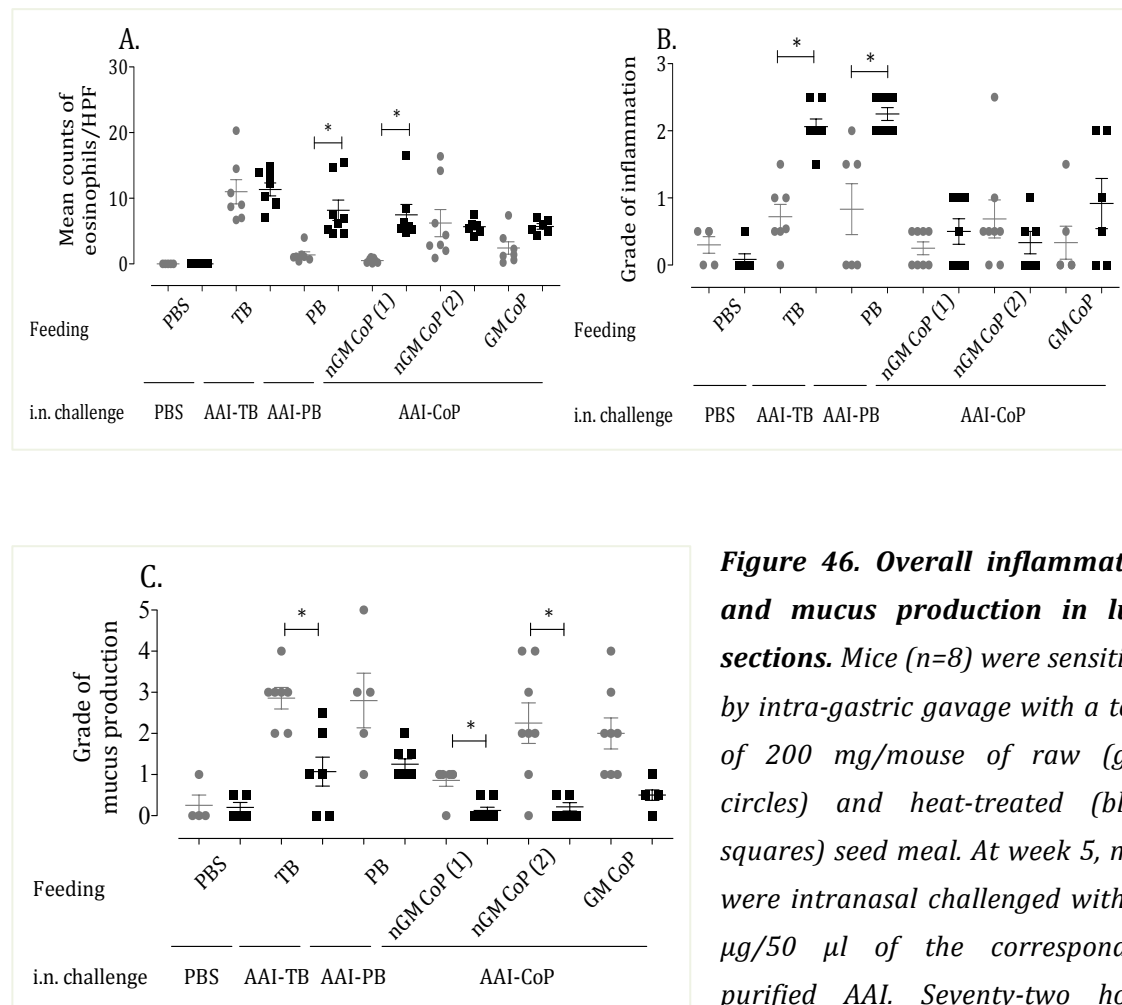 A.
Mean counts of
eosinophils/HPF
30
20
10
0
*
*
PBS
TB
PB
nGM CoP (1)
nGM CoP (2)
GM CoP
Feeding
i.n. challenge
PBS
AAI-TB
AAI-PB
AAI-CoP
B.
Grade of inflammation
3
2
1
0
*
*
PBS
TB
PB
nGM CoP (1)
nGM CoP (2)
GM CoP
Feeding
i.n. challenge
PBS
AAI-TB
AAI-PB
AAI-CoP
C.
Grade of
mucus production
5
4
3
2
1
0
*
*
*
PBS
TB
PB
nGM CoP (1)
nGM CoP (2)
GM CoP
Feeding
i.n. challenge
PBS
AAI-TB
AAI-PB
AAI-CoP
Figure 46. Overall inflammat
and mucus production in lu
sections. Mice (n=8) were sensiti
by intra-gastric gavage with a to
of 200 mg/mouse of raw (g
circles) and heat-treated (bl
squares) seed meal. At week 5, m
were intranasal challenged with
µg/50 µl of the correspond
purified AAI. Seventy-two ho